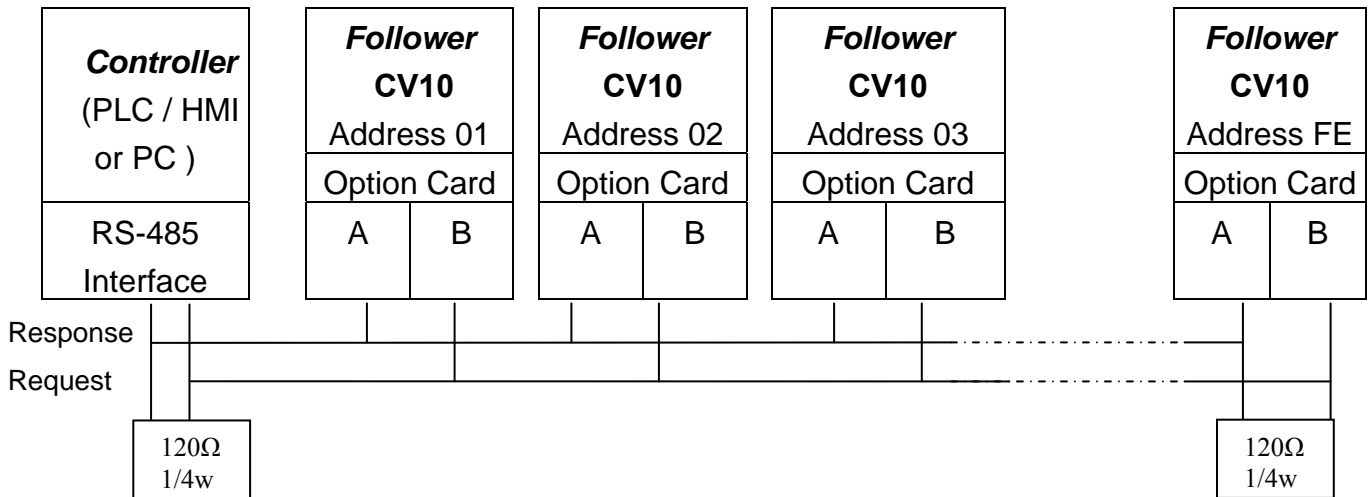 Controller
(PLC / HMI
or PC )
RS-485
Interface
Follower
CV10
Address 01
Option Card
A B
Follower
CV10
Address 02
Option Card
A B
Follower
CV10
Address 03
Option Card
A B
Follower
CV10
Address FE
Option Card
A B
Response
Request
120Ω
1/4w
120Ω
1/4w